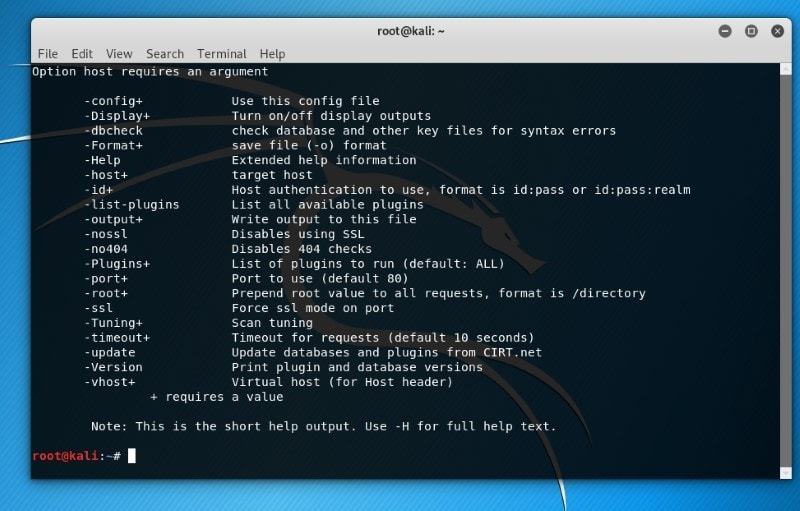 root@kali: ~
File Edit View Search Terminal Help
Option host requires an argument
-config+ Use this config file
-Display+ Turn on/off display outputs
-dbcheck check database and other key files for syntax errors
-Format+ save file (-o) format
-Help Extended help information
-host+ target host
-id+ Host authentication to use, format is id:pass or id:pass:realm
-list-plugins List all available plugins
-output+ Write output to this file
-nossl Disables using SSL
-no404 Disables 404 checks
-Plugins+ List of plugins to run (default: ALL)
-port+ Port to use (default 80)
-root+ Prepend root value to all requests, format is /directory
-ssl Force ssl mode on port
-Tuning+ Scan tuning
-timeout+ Timeout for requests (default 10 seconds)
-update Update databases and plugins from CIRT.net
-Version Print plugin and database versions
-vhost+ Virtual host (for Host header)
+ requires a value
Note: This is the short help output. Use -H for full help text.
root@kali:~#